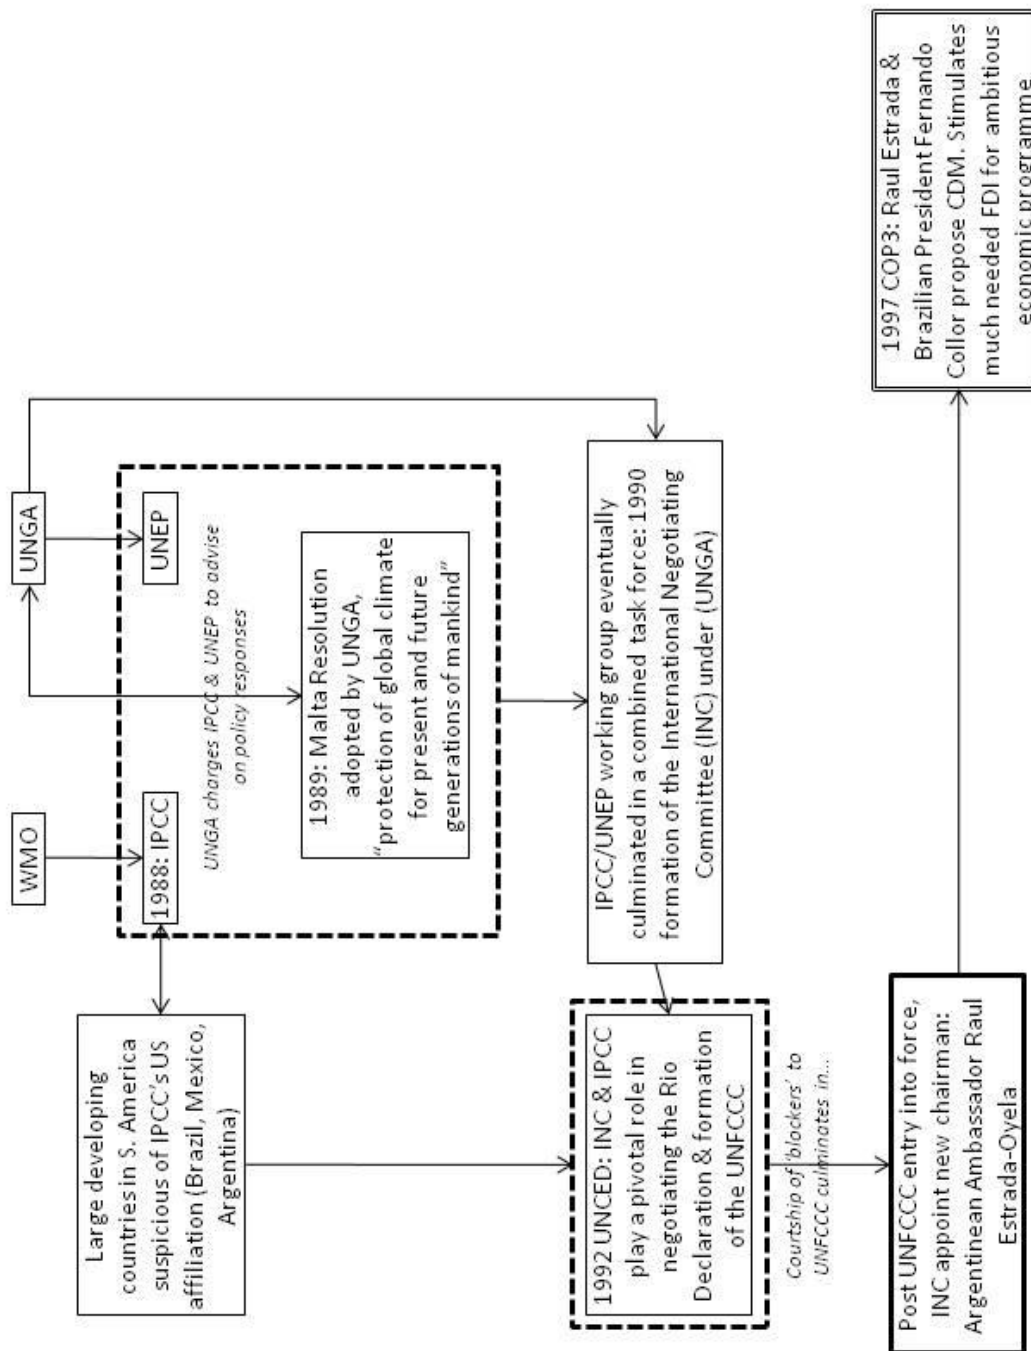 WMO
UNGA
Large developing
countries in S. America
suspicious of IPCC's US
affiliation (Brazil, Mexico,
Argentina)
1988: IPCC
UNEP
UNGA charges IPCC & UNEP to advise
on policy responses
1989: Malta Resolution
adopted by UNGA,
"protection of global climate
for present and future
generations of mankind"
1992 UNCED: INC & IPCC
play a pivotal role in
negotiating the Rio
Declaration & formation
of the UNFCCC
IPCC/UNEP working group eventually
culminated in a combined task force: 1990
formation of the International Negotiating
Committee (INC) under (UNGA)
Courtship of 'blockers' to
UNFCCC culminates in...
Post UNFCCC entry into force,
INC appoint new chairman:
Argentinean Ambassador Raul
Estrada-Oyela
1997 COP3: Raul Estrada &
Brazilian President Fernando
Collor propose CDM. Stimulates
much needed FDI for ambitious
economic programme